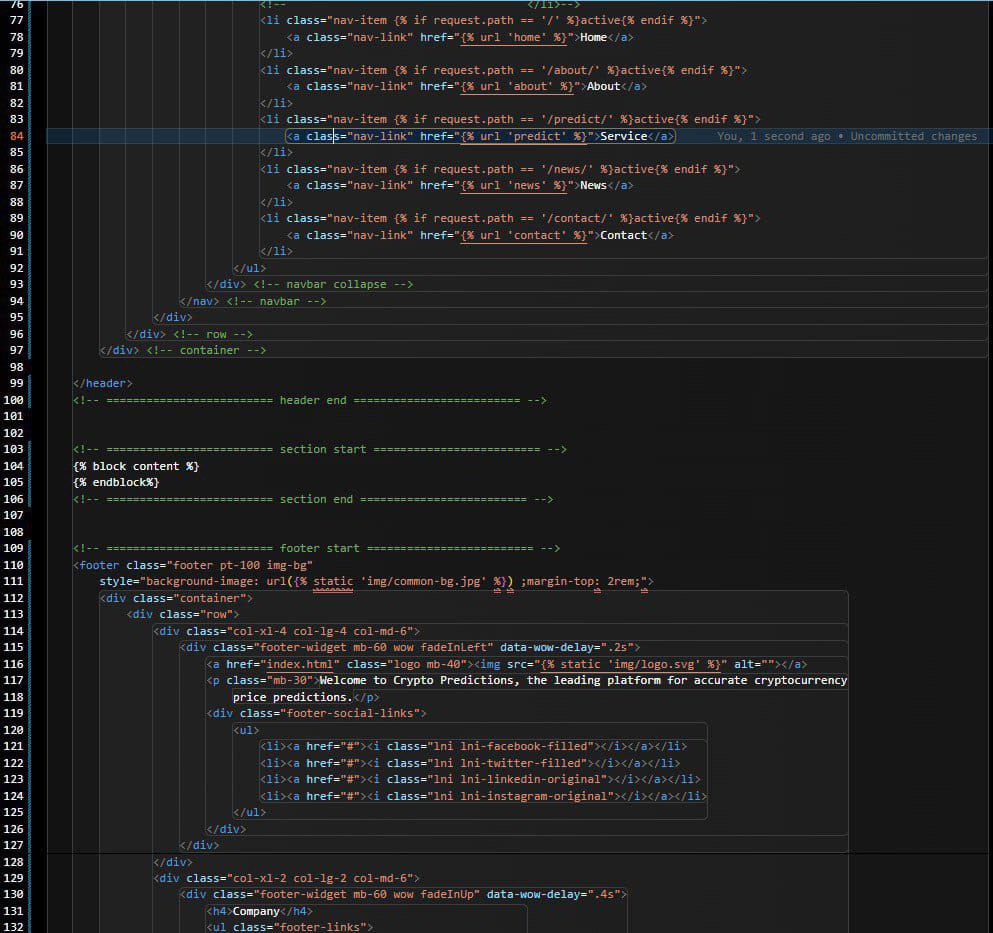 76 <!-- </li>-->
77 <li class="nav-item {% if request.path == '/' %}active{% endif %}">
78 <a class="nav-link" href="{% url 'home' %}">Home</a>
79 </li>
80 <li class="nav-item {% if request.path == '/about/' %}active{% endif %}">
81 <a class="nav-link" href="{% url 'about' %}">About</a>
82 </li>
83 <li class="nav-item {% if request.path == '/predict/' %}active{% endif %}">
84 <a class="nav-link" href="{% url 'predict' %}">Service</a> You, 1 second ago • Uncommitted changes
85 </li>
86 <li class="nav-item {% if request.path == '/news/' %}active{% endif %}">
87 <a class="nav-link" href="{% url 'news' %}">News</a>
88 </li>
89 <li class="nav-item {% if request.path == '/contact/' %}active{% endif %}">
90 <a class="nav-link" href="{% url 'contact' %}">Contact</a>
91 </li>
92 </ul>
93 </div> <!-- navbar collapse -->
94 </nav> <!-- navbar -->
95 </div>
96 </div> <!-- row -->
97 </div> <!-- container -->
98
99 </header>
100 <!-- ========================= header end ========================= -->
101
102
103 <!-- ========================= section start ========================= -->
104 {% block content %}
105 {% endblock%}
106 <!-- ========================= section end ========================= -->
107
108
109 <!-- ========================= footer start ========================= -->
110 <footer class="footer pt-100 img-bg"
111 style="background-image: url({% static 'img/common-bg.jpg' %}) ;margin-top: 2rem;">
112 <div class="container">
113 <div class="row">
114 <div class="col-xl-4 col-lg-4 col-md-6">
115 <div class="footer-widget mb-60 wow fadeInLeft" data-wow-delay=".2s">
116 <a href="index.html" class="logo mb-40"><img src="{% static 'img/logo.svg' %}" alt=""></a>
117 <p class="mb-30">Welcome to Crypto Predictions, the leading platform for accurate cryptocurrency
118 price predictions.</p>
119 <div class="footer-social-links">
120 <ul>
121 <li><a href="#"><i class="lni lni-facebook-filled"></i></a></li>
122 <li><a href="#"><i class="lni lni-twitter-filled"></i></a></li>
123 <li><a href="#"><i class="lni lni-linkedin-original"></i></a></li>
124 <li><a href="#"><i class="lni lni-instagram-original"></i></a></li>
125 </ul>
126 </div>
127 </div>
128 </div>
129 <div class="col-xl-2 col-lg-2 col-md-6">
130 <div class="footer-widget mb-60 wow fadeInUp" data-wow-delay=".4s">
131 <h4>Company</h4>
132 <ul class="footer-links">